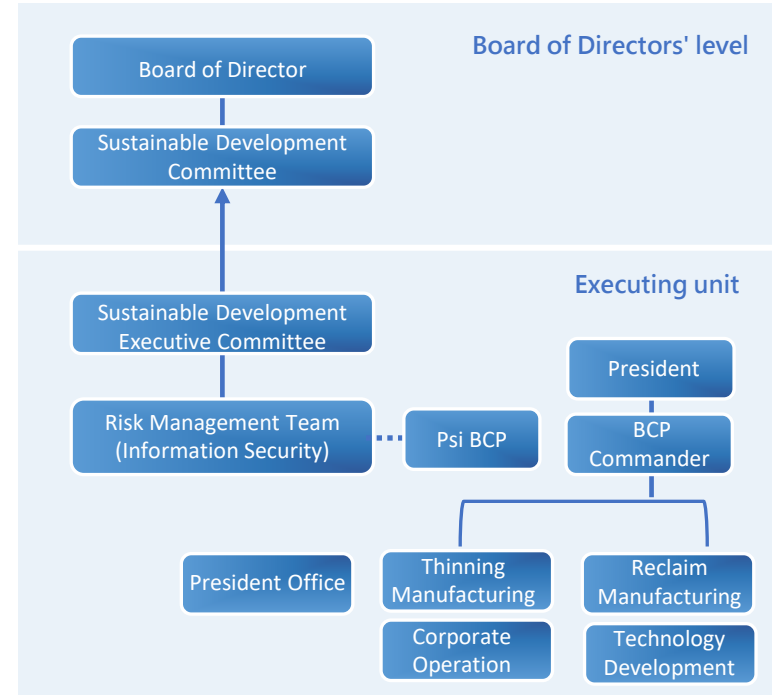 Board of Directors' level
Board of Director
Sustainable Development
Committee
Executing unit
Sustainable Development
Executive Committee
President
Risk Management Team
(Information Security)
Psi BCP
BCP
Commander
President Office
Thinning
Manufacturing
Reclaim
Manufacturing
Corporate
Operation
Technology
Development